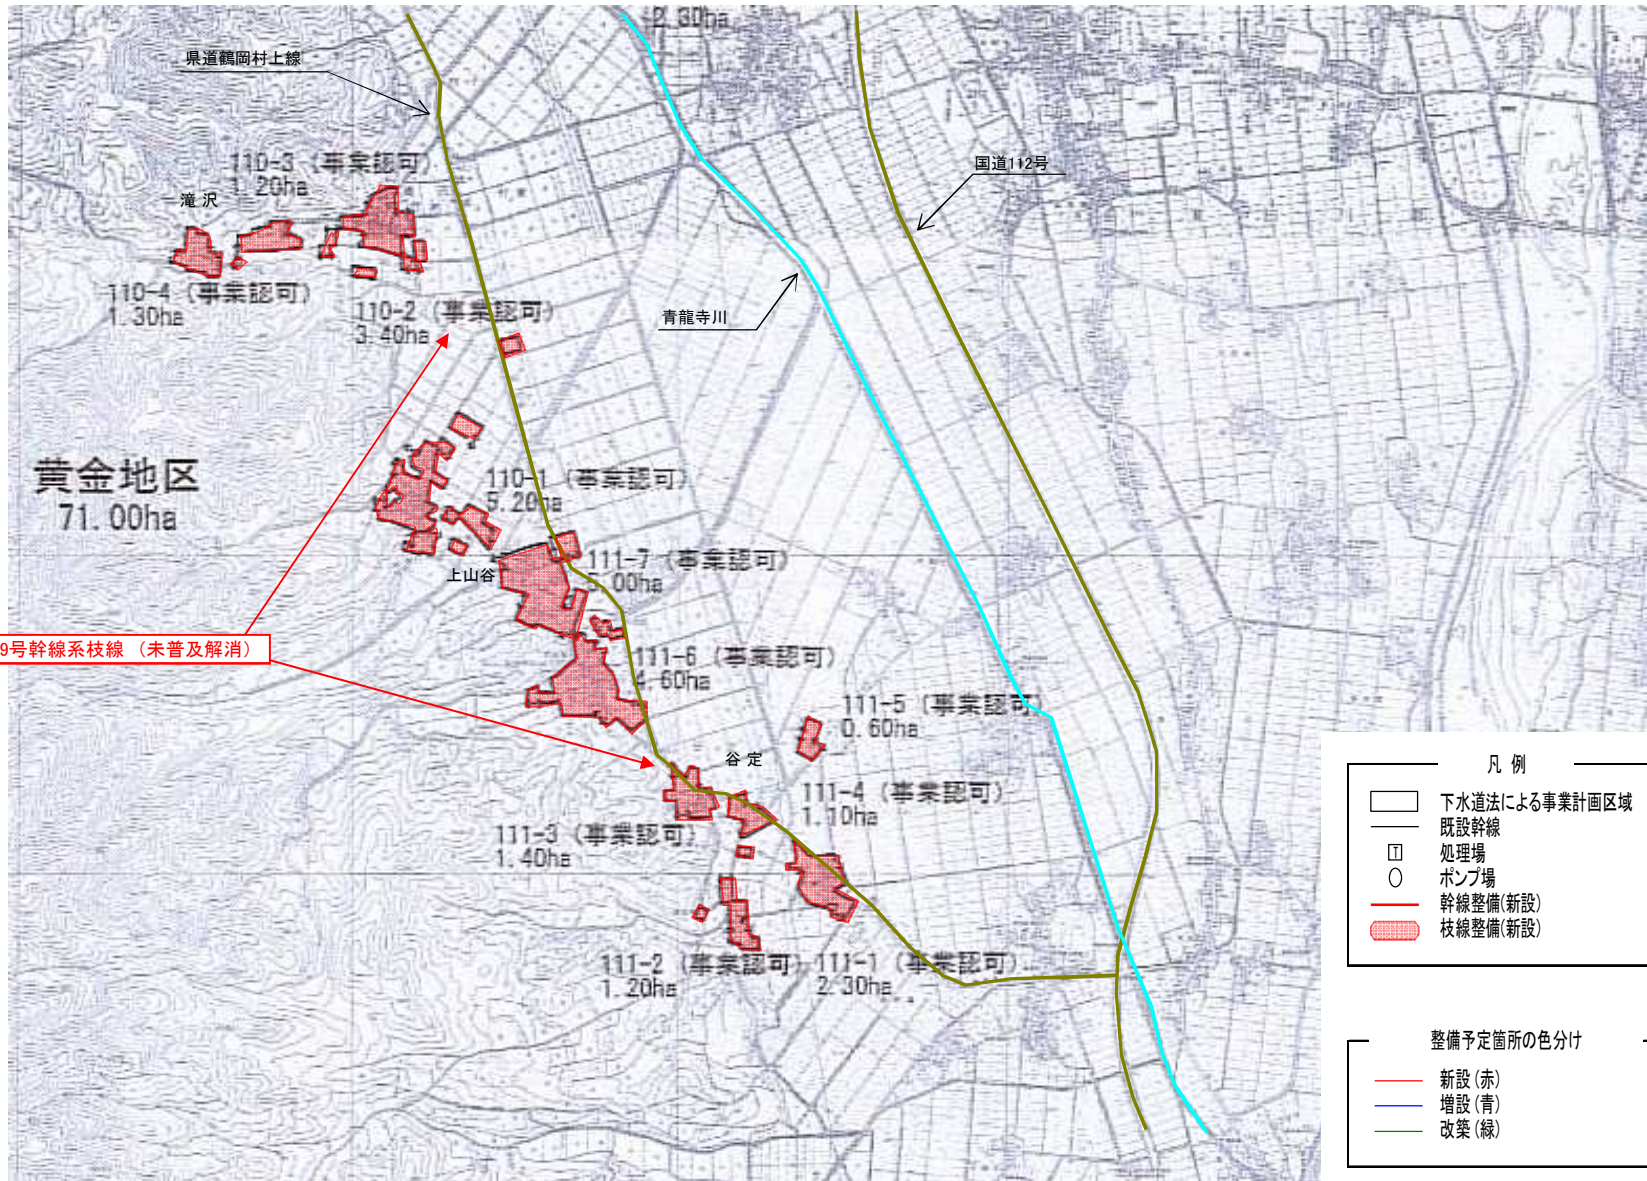 2.30ha
県道鶴岡村上線
110-3 (事業認可)
1.20ha
滝沢
国道112号
110-4 (事業認可)
1.30ha
110-2 (事業認可)
3.40ha
青龍寺川
黄金地区
71.00ha
110-1 (事業認可)
5.20ha
上山谷
111-7 (事業認可)
5.00ha
9号幹線系枝線 (未普及解消)
111-6 (事業認可)
4.60ha
111-5 (事業認可)
0.60ha
谷定
111-4 (事業認可)
1.10ha
111-3 (事業認可)
1.40ha
111-2 (事業認可)
1.20ha
111-1 (事業認可)
2.30ha
凡例
下水道法による事業計画区域
既設幹線
T 処理場
ポンプ場
幹線整備(新設)
枝線整備(新設)
整備予定箇所の色分け
新設(赤)
増設(青)
改築(緑)